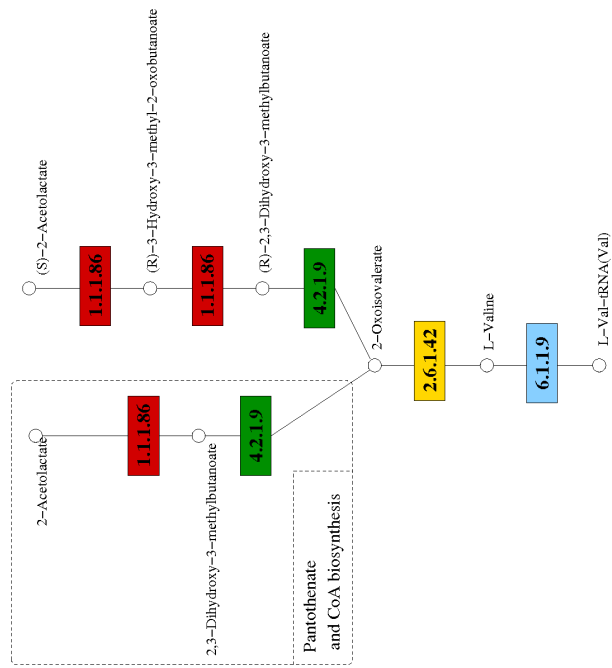 (S)−2−Acetolactate
1.1.1.86
(R)−3−Hydroxy−3−methyl−2−oxobutanoate
1.1.1.86
(R)−2,3−Dihydroxy−3−methylbutanoate
4.2.1.9
2−Acetolactate
1.1.1.86
2,3−Dihydroxy−3−methylbutanoate
4.2.1.9
Pantothenate
and CoA biosynthesis
2−Oxoisovalerate
2.6.1.42
L−Valine
6.1.1.9
L−Val−tRNA(Val)